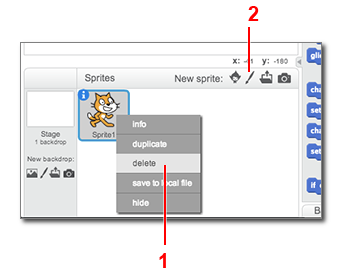 2
x: -41 y: -180
Sprites
New sprite:
Sprite1
Stage
1 backdrop
New backdrop:
info
duplicate
delete
save to local file
hide
gli
cha
set
cha
set
if
B
1